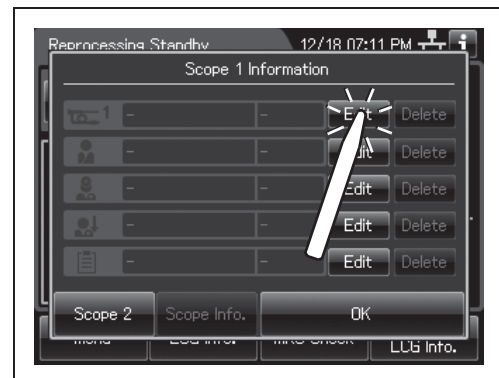 Reprocessing Standby 12/18 07:11 PM i
Scope 1 Information
1 - - Edit Delete
- - Edit Delete
- - Edit Delete
- - Edit Delete
- - Edit Delete
Scope 2 Scope Info. OK
LCG Info.